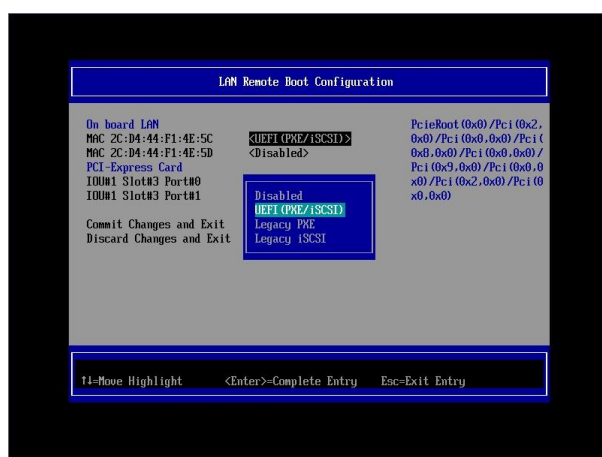 LAN Remote Boot Configuration
On board LAN
MAC 2C:D4:44:F1:4E:5C <UEFI(PXE/iSCSI)>
MAC 2C:D4:44:F1:4E:5D <Disabled>
PCI-Express Card
IOU#1 Slot#3 Port#0
IOU#1 Slot#3 Port#1
Commit Changes and Exit
Discard Changes and Exit
Disabled
UEFI(PXE/iSCSI)
Legacy PXE
Legacy iSCSI
PcieRoot(0x0)/Pci(0x2,
0x0)/Pci(0x0,0x0)/Pci(
0x8,0x0)/Pci(0x0,0x0)/
Pci(0x9,0x0)/Pci(0x0,0
x0)/Pci(0x2,0x0)/Pci(0
x0,0x0)
↑↓=Move Highlight <Enter>=Complete Entry Esc=Exit Entry